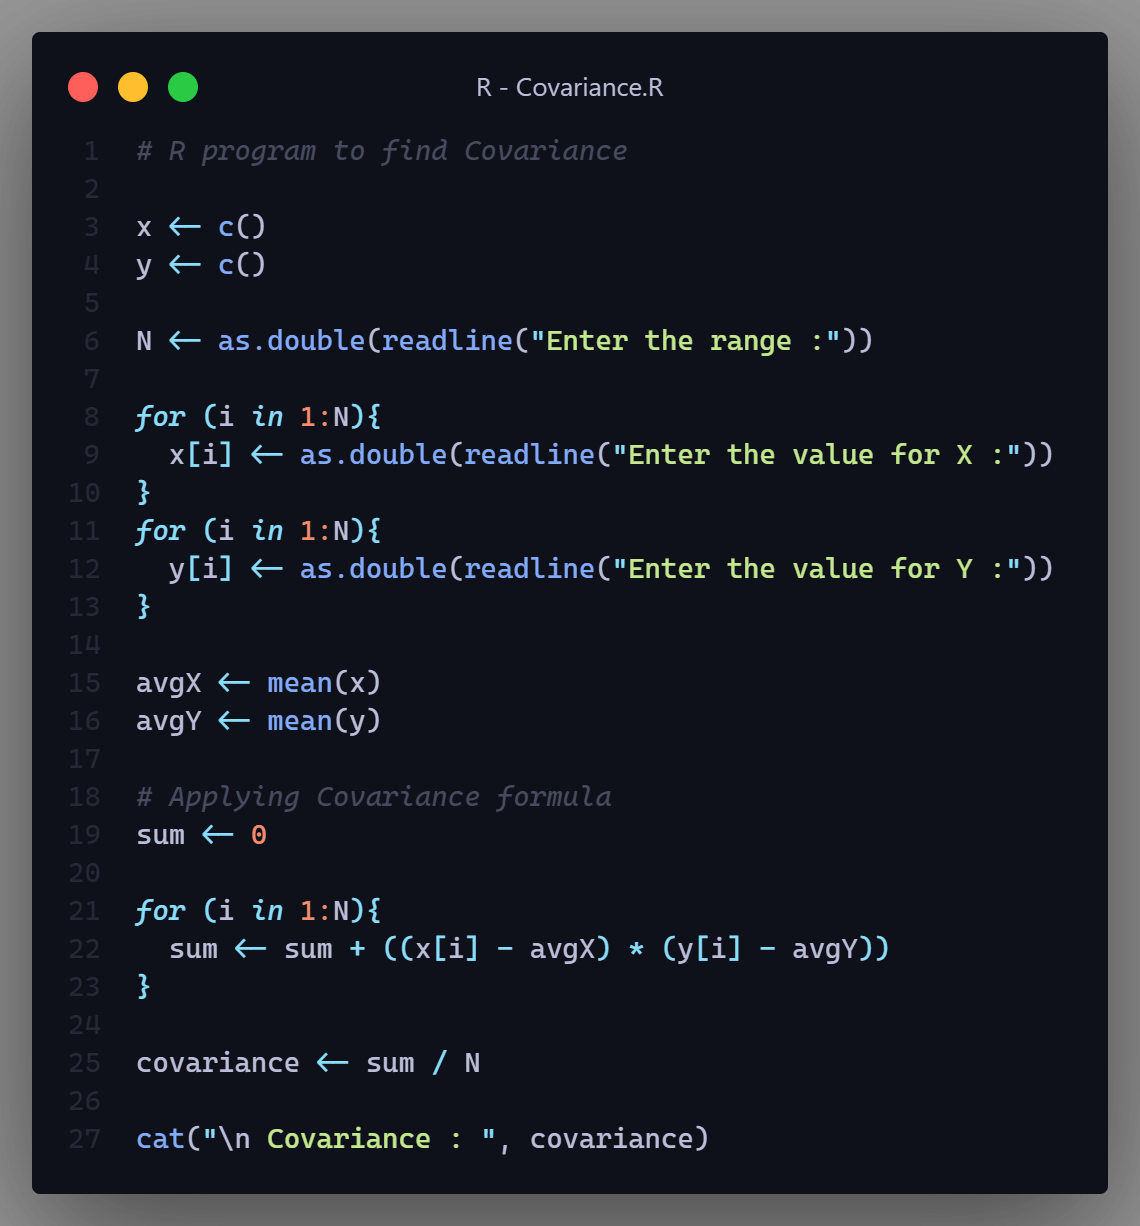 R - Covariance.R
1 # R program to find Covariance
2
3 x <- c()
4 y <- c()
5
6 N <- as.double(readline("Enter the range :"))
7
8 for (i in 1:N){
9   x[i] <- as.double(readline("Enter the value for X :"))
10 }
11 for (i in 1:N){
12   y[i] <- as.double(readline("Enter the value for Y :"))
13 }
14
15 avgX <- mean(x)
16 avgY <- mean(y)
17
18 # Applying Covariance formula
19 sum <- 0
20
21 for (i in 1:N){
22   sum <- sum + ((x[i] - avgX) * (y[i] - avgY))
23 }
24
25 covariance <- sum / N
26
27 cat("\n Covariance : ", covariance)